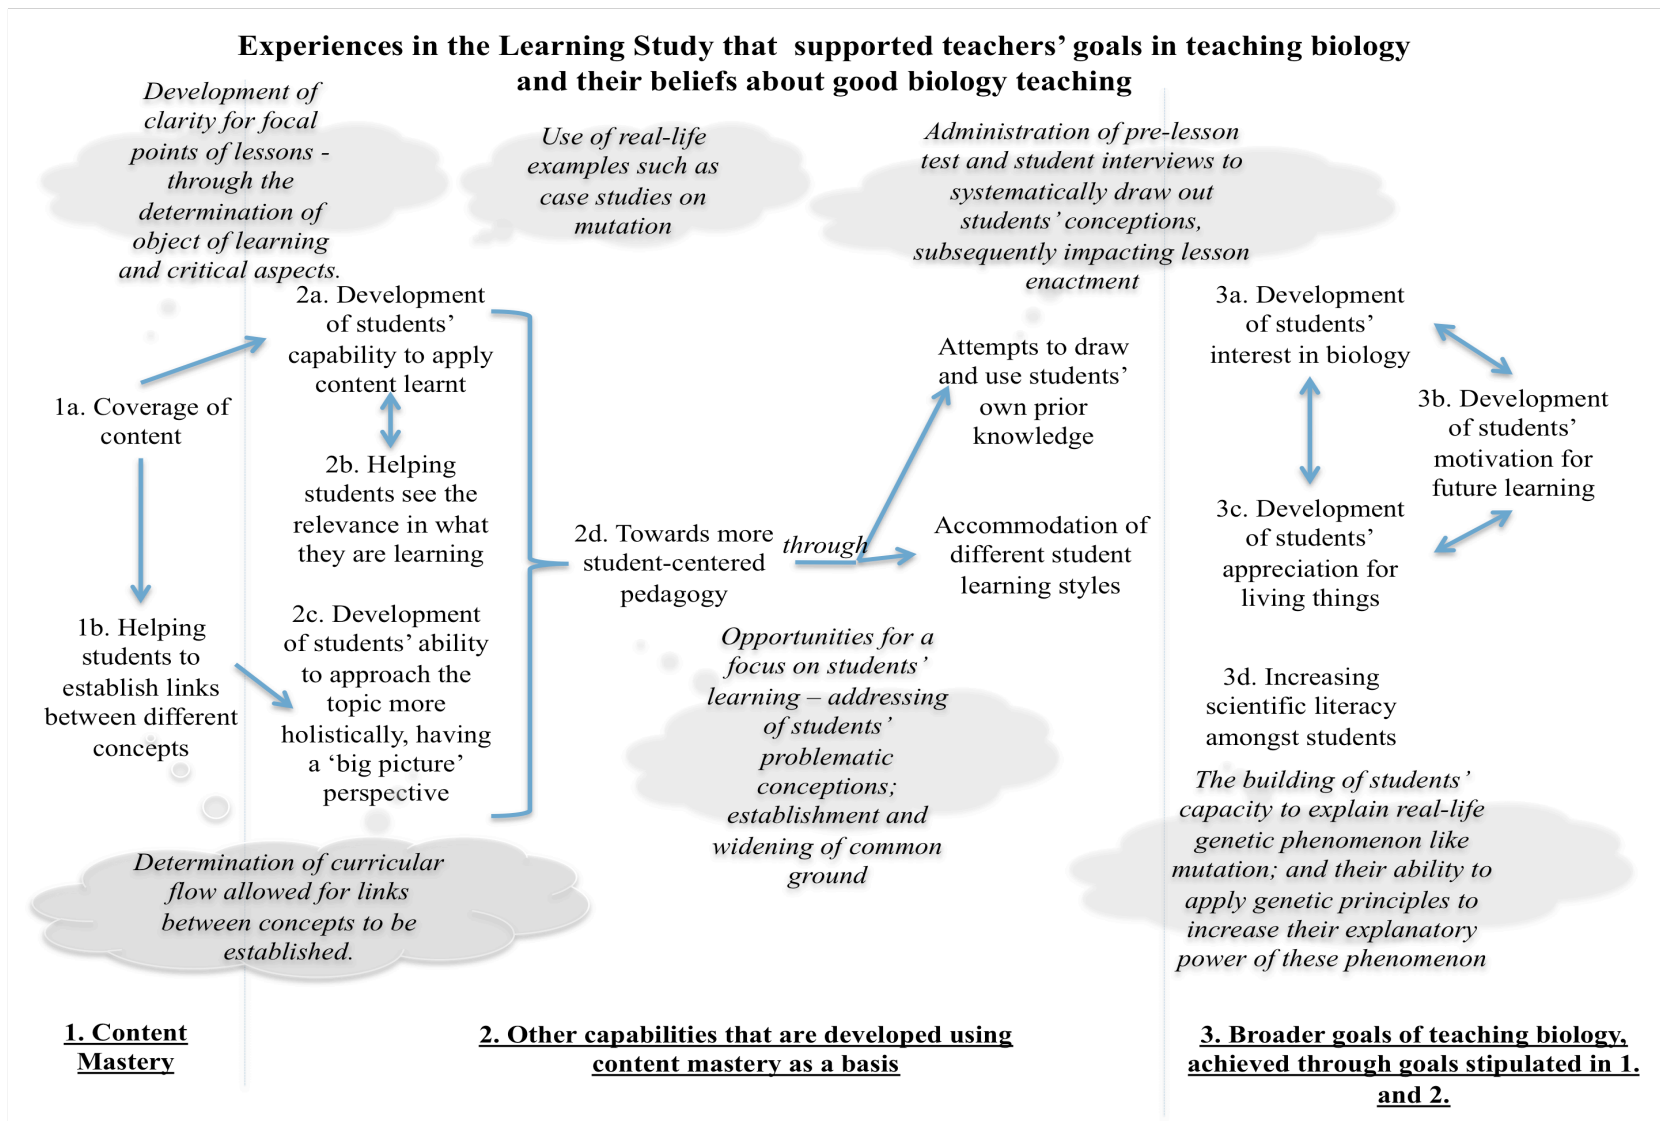 Experiences in the Learning Study that supported teachers’ goals in teaching biology
and their beliefs about good biology teaching
Development of
clarity for focal
points of lessons -
through the
determination of
object of learning
and critical aspects.
Use of real-life
examples such as
case studies on
mutation
Administration of pre-lesson
test and student interviews to
systematically draw out
students’ conceptions,
subsequently impacting lesson
enactment
1a. Coverage of
content
1b. Helping
students to
establish links
between different
concepts
2a. Development
of students’
capability to apply
content learnt
2b. Helping
students see the
relevance in what
they are learning
2c. Development
of students’ ability
to approach the
topic more
holistically, having
a ‘big picture’
perspective
2d. Towards more
student-centered
pedagogy
through
Attempts to draw
and use students’
own prior
knowledge
Accommodation of
different student
learning styles
3a. Development
of students’
interest in biology
3b. Development
of students’
motivation for
future learning
3c. Development
of students’
appreciation for
living things
3d. Increasing
scientific literacy
amongst students
Determination of curricular
flow allowed for links
between concepts to be
established.
Opportunities for a
focus on students’
learning – addressing
of students’
problematic
conceptions;
establishment and
widening of common
ground
The building of students’
capacity to explain real-life
genetic phenomenon like
mutation; and their ability to
apply genetic principles to
increase their explanatory
power of these phenomenon
1. Content
Mastery
2. Other capabilities that are developed using
content mastery as a basis
3. Broader goals of teaching biology,
achieved through goals stipulated in 1.
and 2.